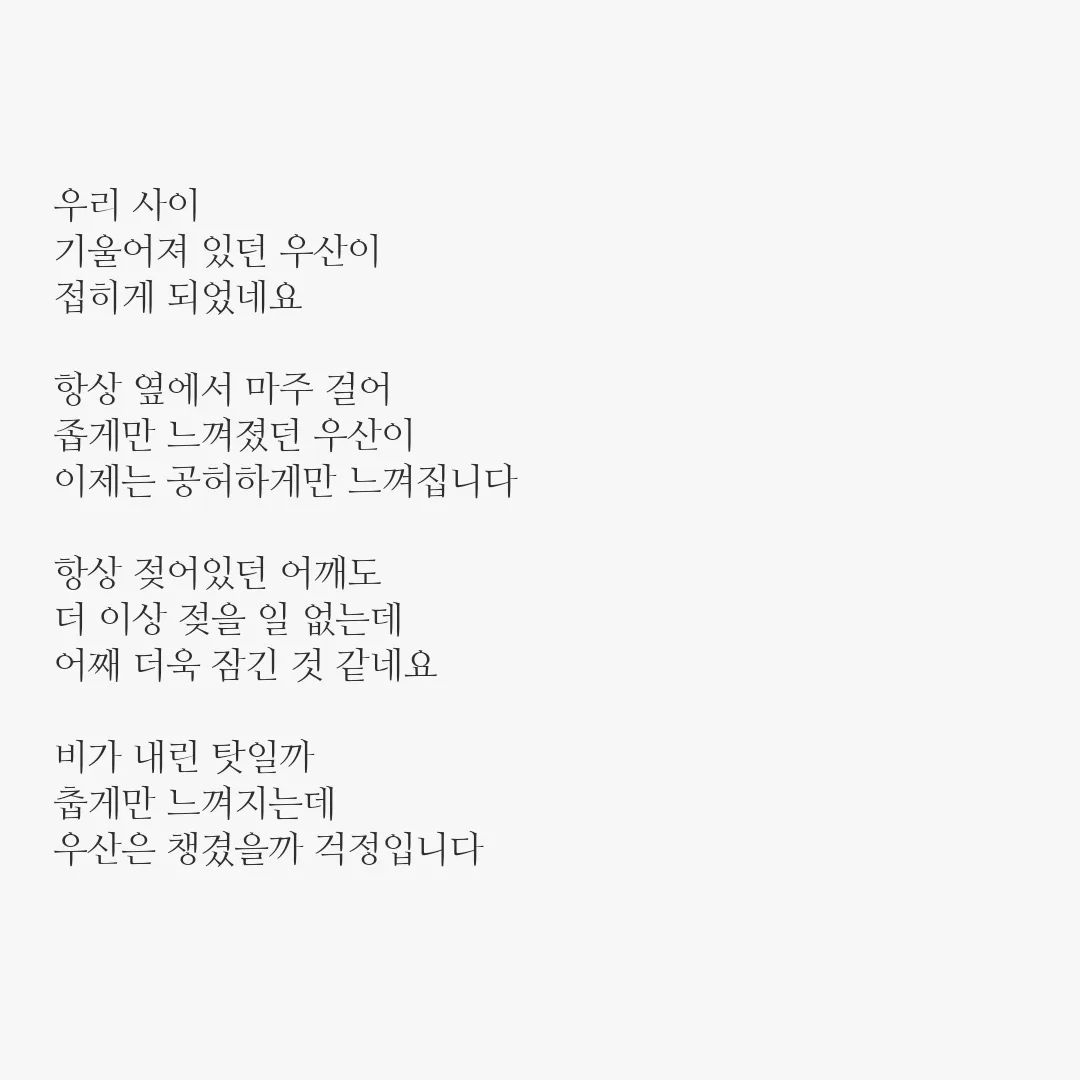 우리 사이
기울어져 있던 우산이
접히게 되었네요
항상 옆에서 마주 걸어
좁게만 느껴졌던 우산이
이제는 공허하게만 느껴집니다
항상 젖어있던 어깨도
더 이상 젖을 일 없는데
어째 더욱 잠긴 것 같네요
비가 내린 탓일까
춥게만 느껴지는데
우산은 챙겼을까 걱정입니다